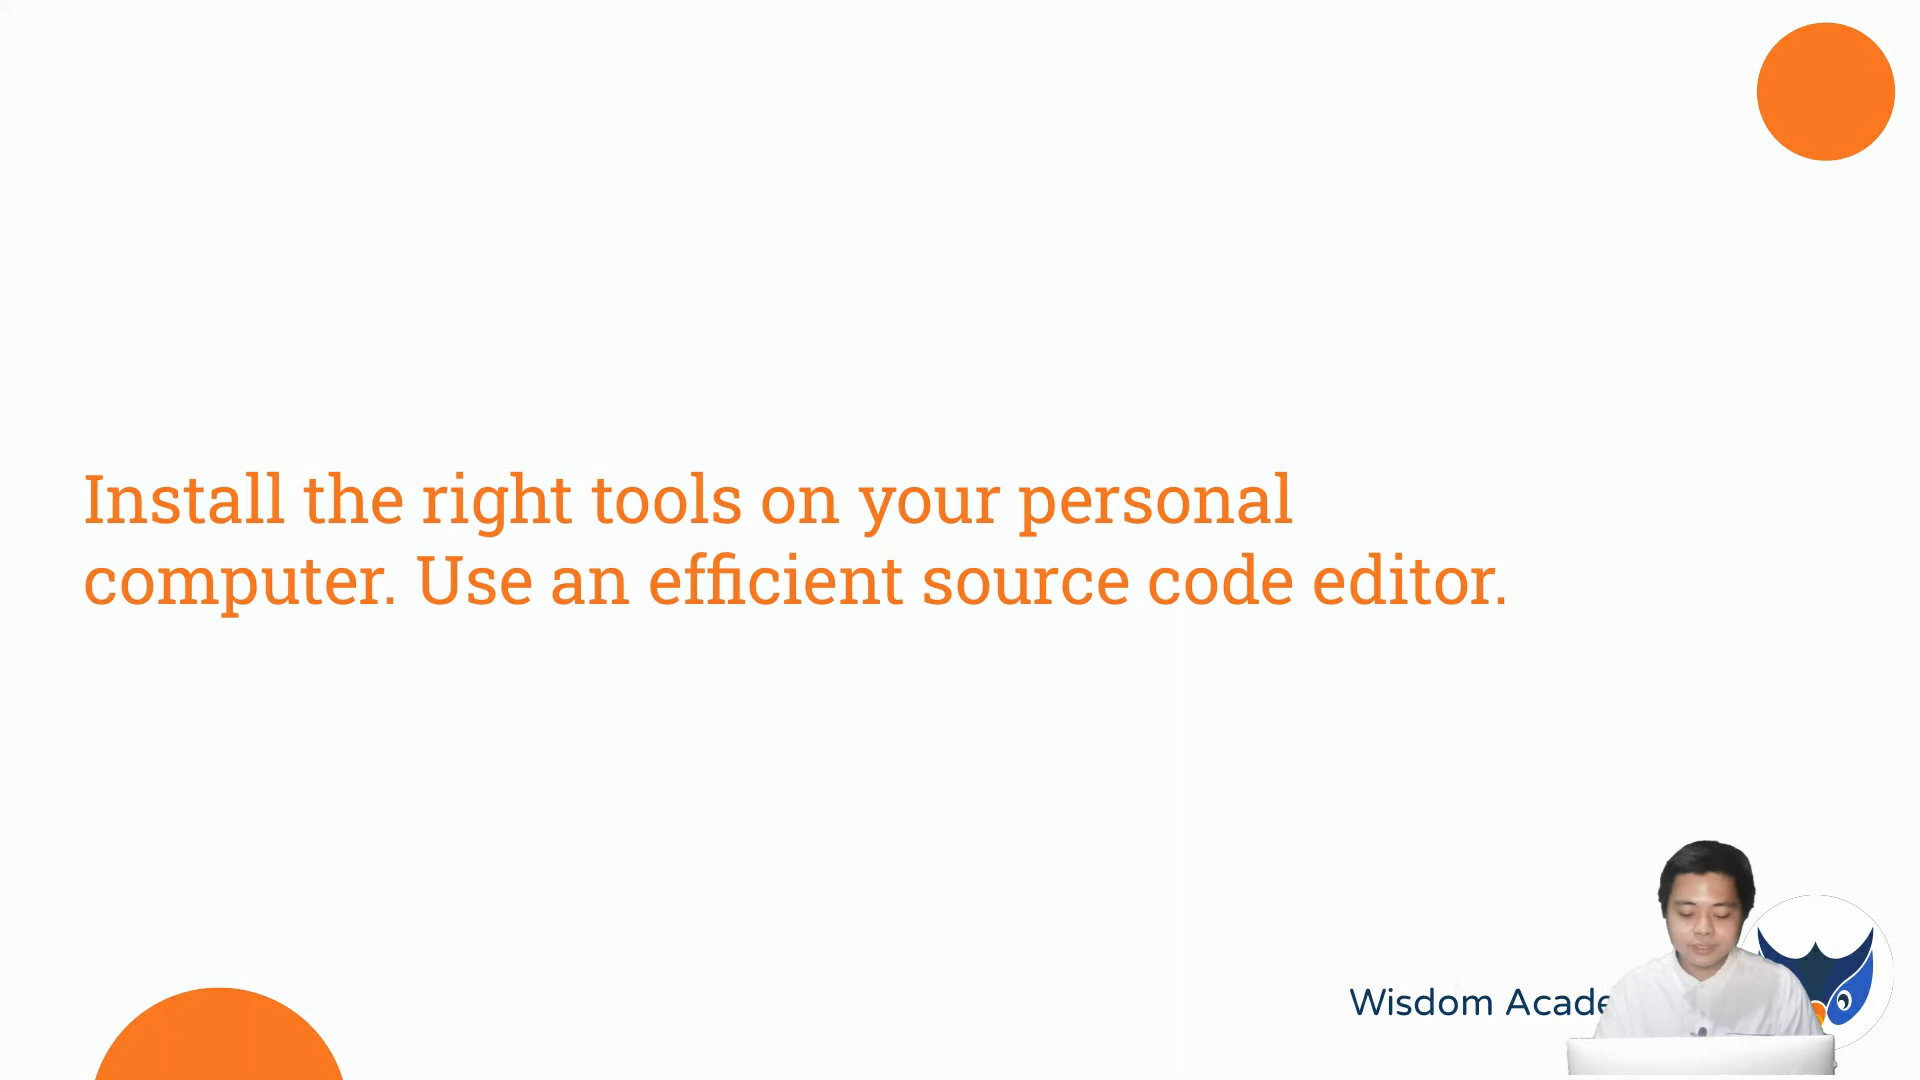 Install the right tools on your personal
computer. Use an efficient source code editor.
Wisdom Acade